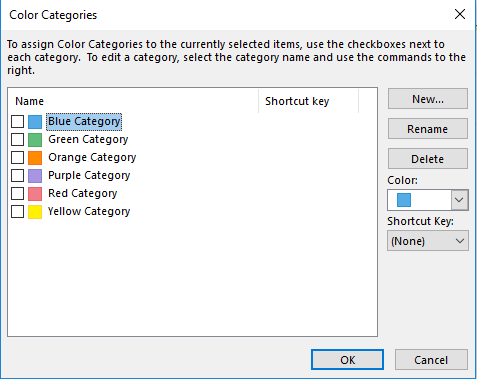 Color Categories
To assign Color Categories to the currently selected items, use the checkboxes next to
each category. To edit a category, select the category name and use the commands to the
right.
Name Shortcut key
Blue Category
Green Category
Orange Category
Purple Category
Red Category
Yellow Category
New...
Rename
Delete
Color:
Shortcut Key:
(None)
OK Cancel